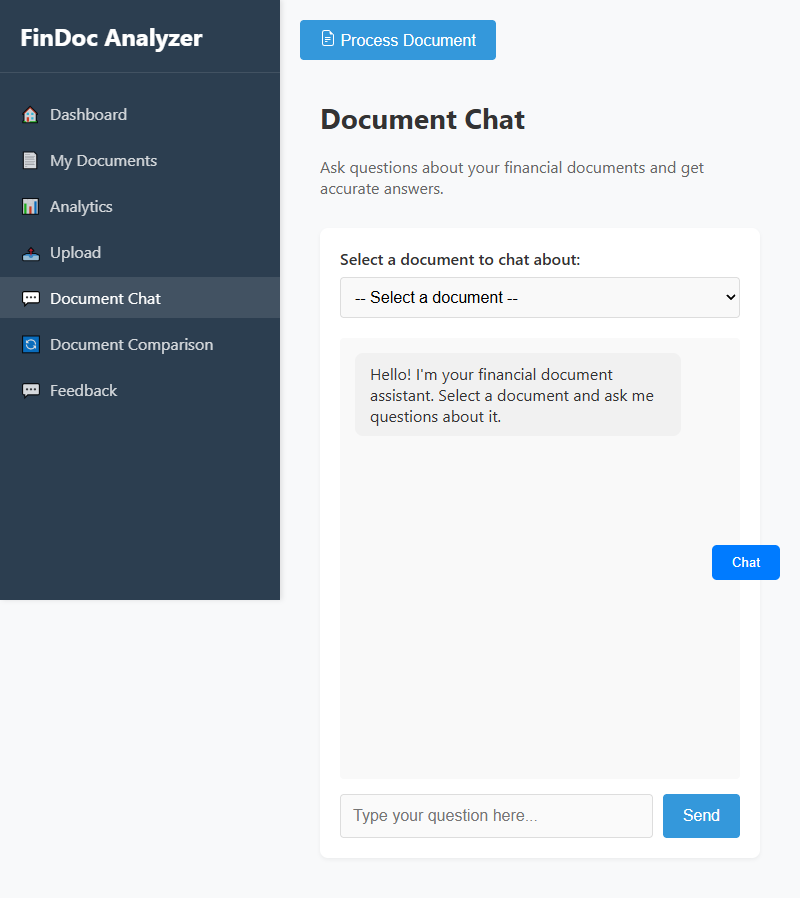 FinDoc Analyzer
Dashboard
My Documents
Analytics
Upload
Document Chat
Document Comparison
Feedback
Process Document
Document Chat
Ask questions about your financial documents and get
accurate answers.
Select a document to chat about:
-- Select a document --
Hello! I'm your financial document
assistant. Select a document and ask me
questions about it.
Chat
Type your question here...
Send